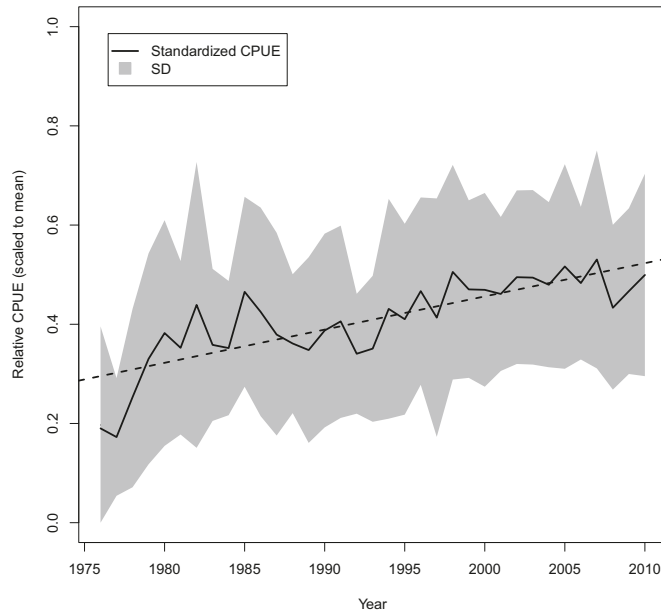 Standardized CPUE
SD
Relative CPUE (scaled to mean)
1.0
0.8
0.6
0.4
0.2
0.0
1975 1980 1985 1990 1995 2000 2005 2010
Year